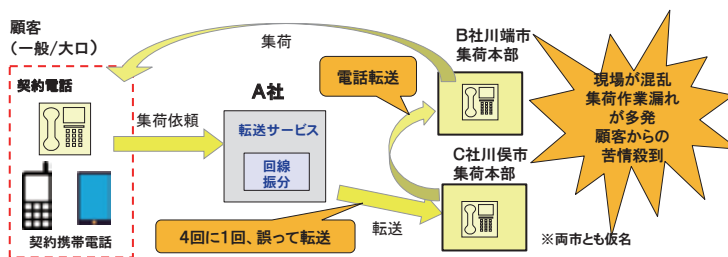 顧客
(一般/大口)
契約電話
契約携帯電話
集荷
集荷依頼
A社
転送サービス
回線
振分
4回に1回、誤って転送
転送
電話転送
B社川端市
集荷本部
C社川俣市
集荷本部
現場が混乱
集荷作業漏れ
が多発
顧客からの
苦情殺到
※両市とも仮名